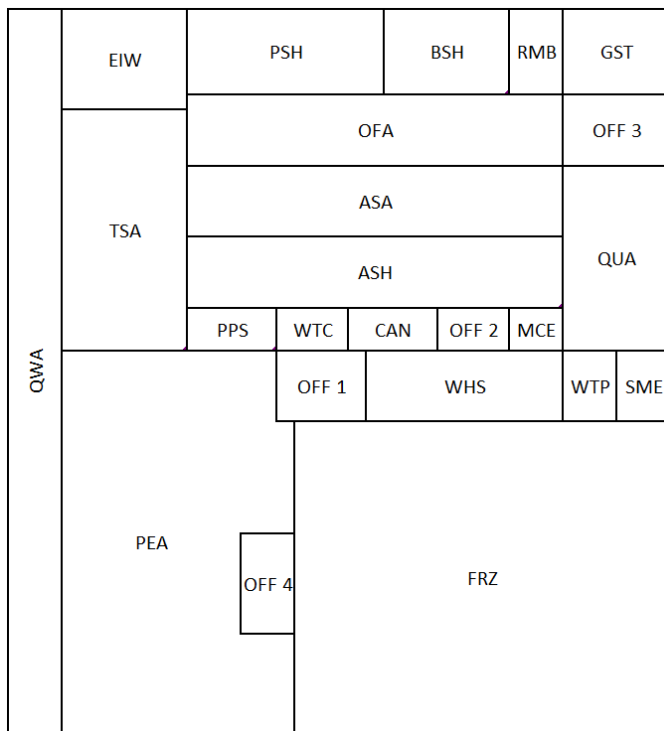 EIW
PSH
BSH
RMB
GST
OFA
OFF 3
ASA
TSA
ASH
QUA
PPS
WTC
CAN
OFF 2
MCE
QWA
OFF 1
WHS
WTP
SME
PEA
OFF 4
FRZ